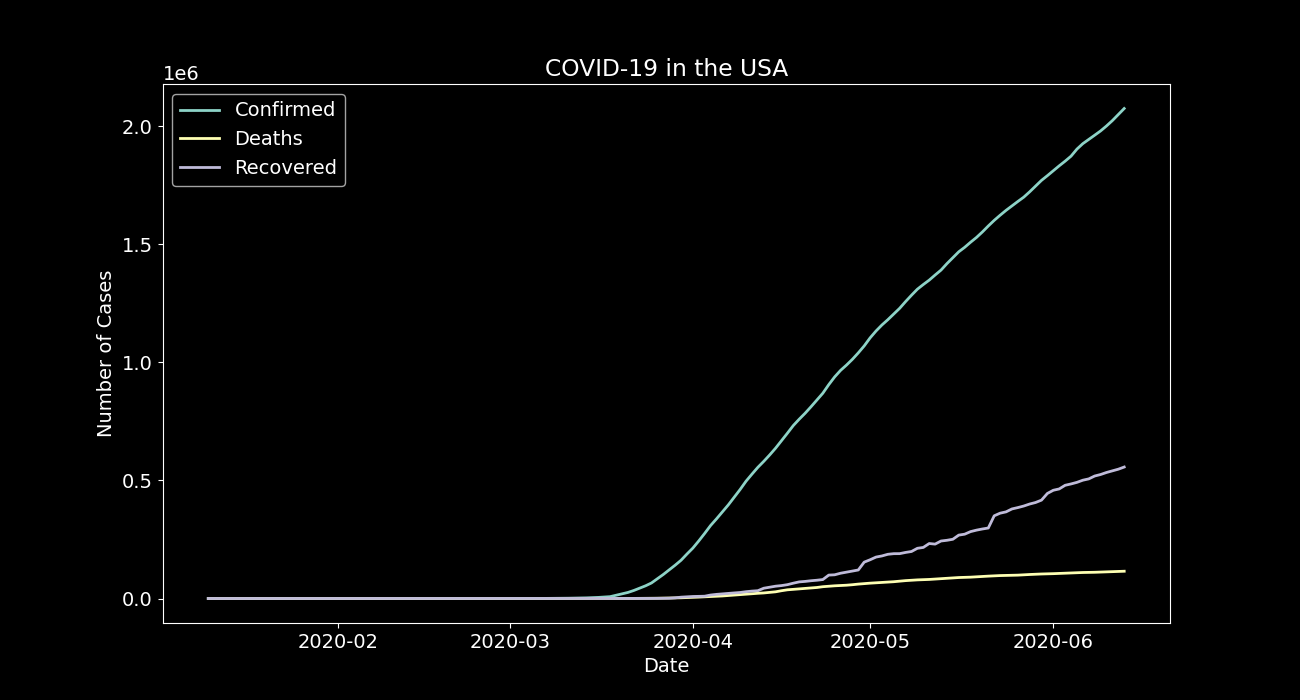 COVID-19 in the USA
1e6
Confirmed
Deaths
Recovered
2.0
1.5
1.0
0.5
0.0
Number of Cases
2020-02 2020-03 2020-04 2020-05 2020-06
Date